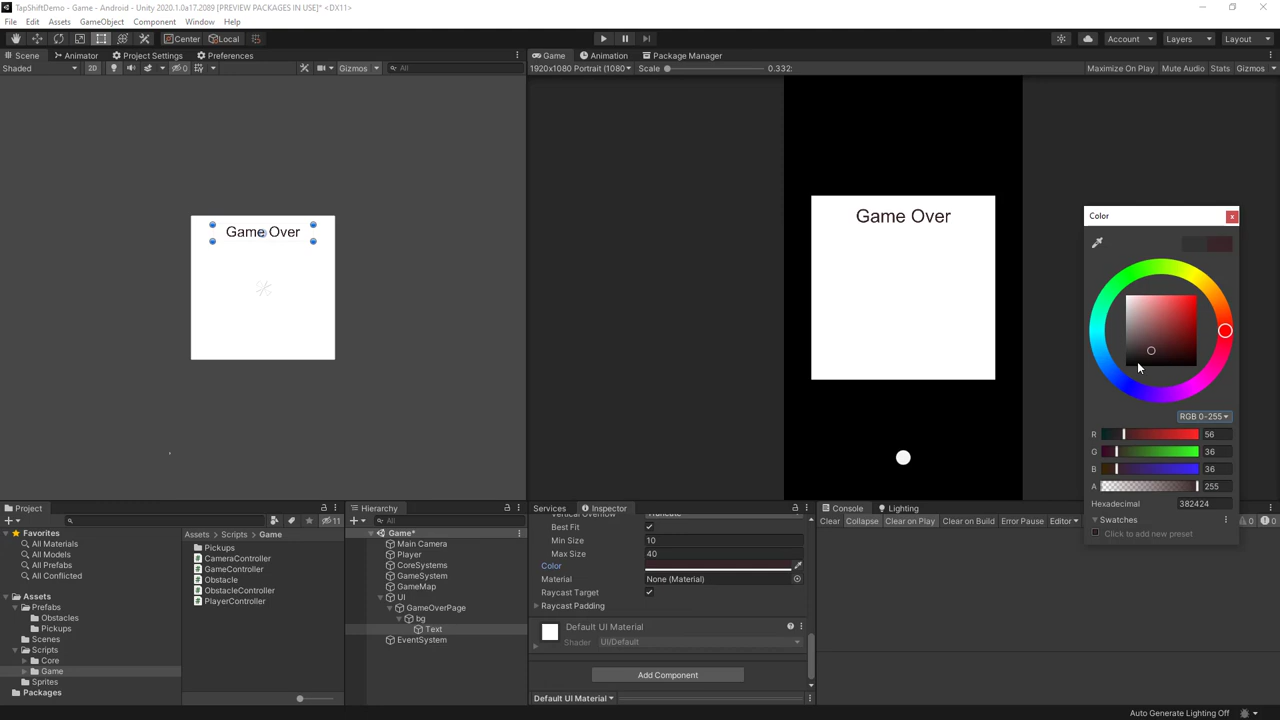 TapShiftDemo - Game - Android - Unity 2020.1.0a17.2089 [PREVIEW PACKAGES IN USE]* <DX11>
File Edit Assets GameObject Component Window Help
Center Local Account Layers Layout
Scene Animator Project Settings Preferences
Game Animation Package Manager
Shaded 2D 0 Gizmos All
1920x1080 Portrait (1080 Scale 0.332: Maximize On Play Mute Audio Stats Gizmos
Game Over
Game Over
Color
RGB 0-255
R 56
G 36
B 36
A 255
Hexadecimal 382424
Swatches
Click to add new preset
Project
11
Favorites
All Materials
All Models
All Prefabs
All Conflicted
Assets
Prefabs
Obstacles
Pickups
Scenes
Scripts
Core
Game
Sprites
Packages
Assets Scripts Game
Pickups
CameraController
GameController
Obstacle
ObstacleController
PlayerController
Hierarchy
All
Game*
Main Camera
Player
CoreSystems
GameSystem
GameMap
UI
GameOverPage
bg
Text
EventSystem
Services Inspector
Best Fit
Min Size 10
Max Size 40
Color
Material None (Material)
Raycast Target
Raycast Padding
Default UI Material
Shader UI/Default
Add Component
Default UI Material
Console Lighting
Clear Collapse Clear on Play Clear on Build Error Pause Editor 0 0
Auto Generate Lighting Off